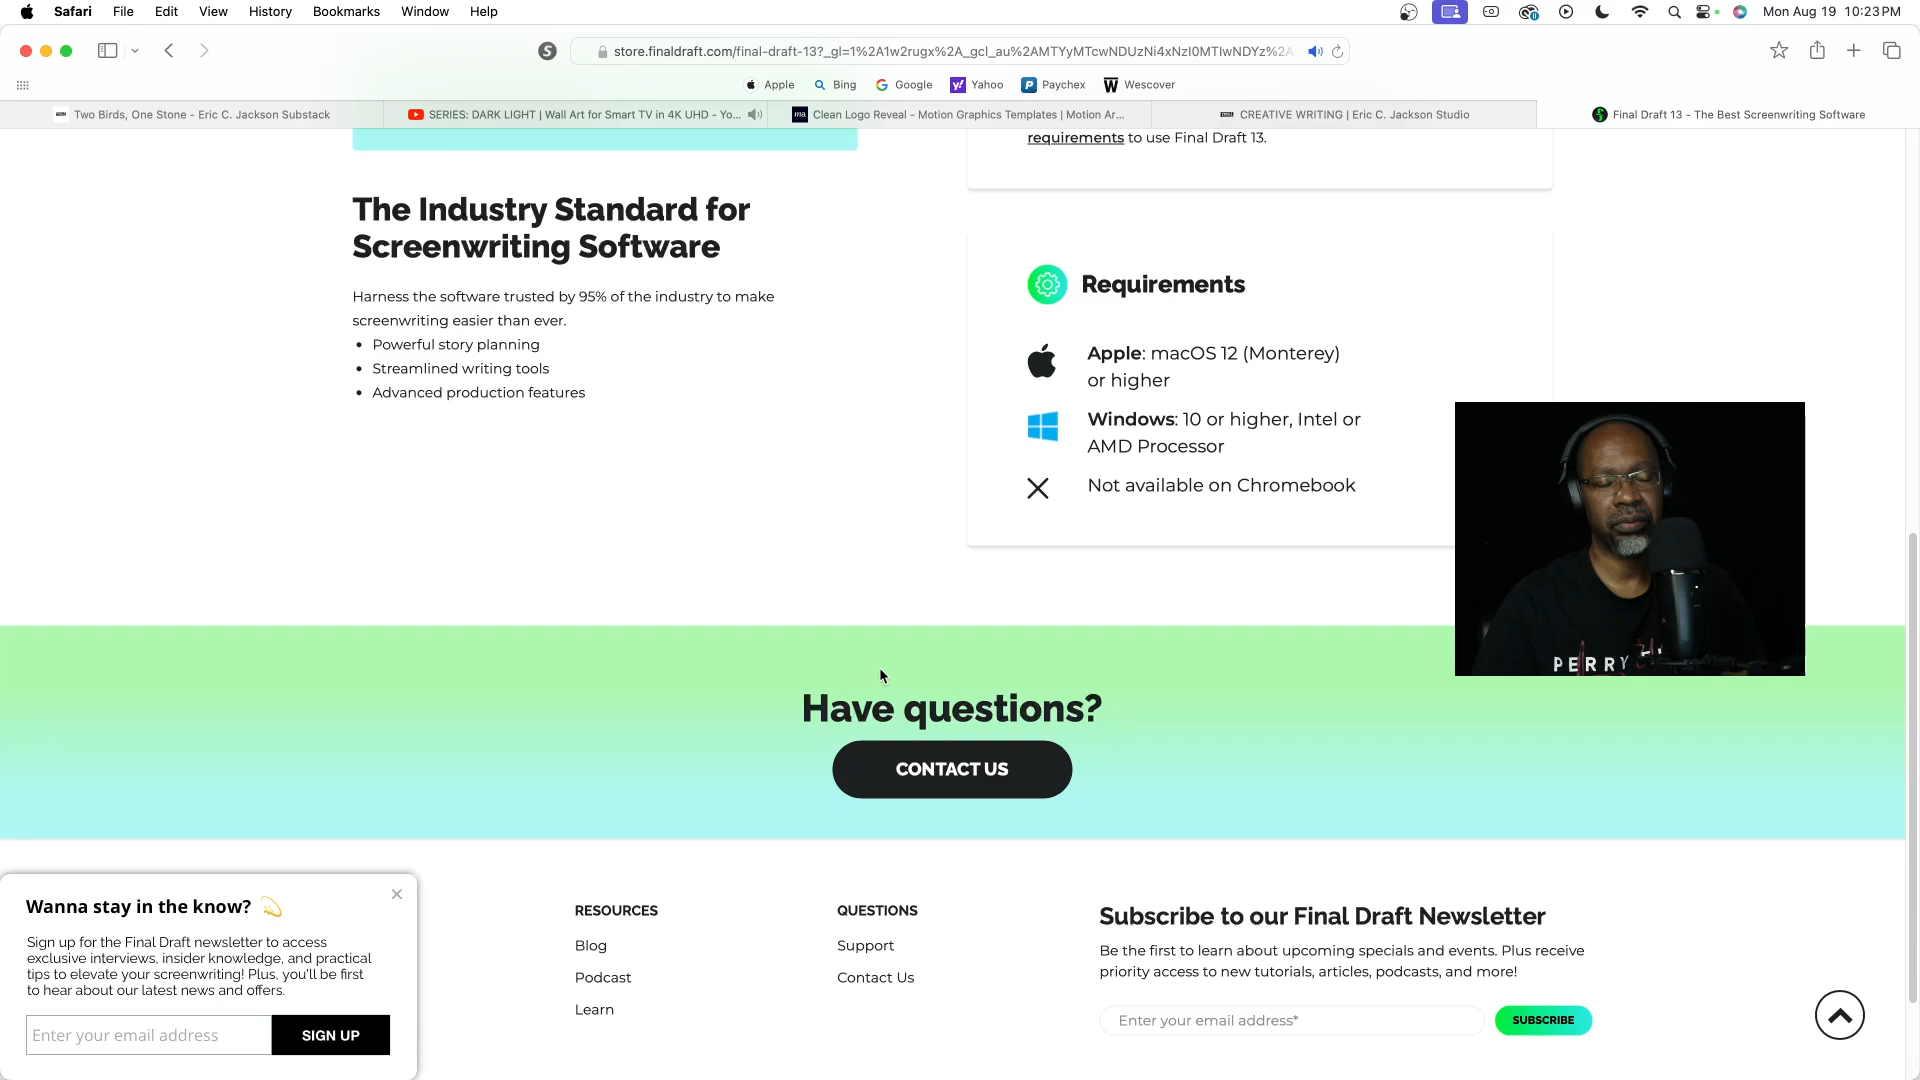 Safari File Edit View History Bookmarks Window Help Mon Aug 19 10:23 PM
store.finaldraft.com/final-draft-13?_gl=1%2A1w2rugx%2A_gcl_au%2AMTYyMTcwNDUzNi4xNzI0MTIwNDYz%2A
Apple Bing Google Yahoo Paychex Wescover
Two Birds, One Stone - Eric C. Jackson Substack
SERIES: DARK LIGHT | Wall Art for Smart TV in 4K UHD - Yo...
Clean Logo Reveal - Motion Graphics Templates | Motion Ar...
CREATIVE WRITING | Eric C. Jackson Studio
Final Draft 13 - The Best Screenwriting Software
requirements to use Final Draft 13.
The Industry Standard for
Screenwriting Software
Harness the software trusted by 95% of the industry to make
screenwriting easier than ever.
• Powerful story planning
• Streamlined writing tools
• Advanced production features
Requirements
Apple: macOS 12 (Monterey)
or higher
Windows: 10 or higher, Intel or
AMD Processor
Not available on Chromebook
PERRY
Have questions?
CONTACT US
Wanna stay in the know? 💫
Sign up for the Final Draft newsletter to access
exclusive interviews, insider knowledge, and practical
tips to elevate your screenwriting! Plus, you'll be first
to hear about our latest news and offers.
Enter your email address
SIGN UP
RESOURCES
Blog
Podcast
Learn
QUESTIONS
Support
Contact Us
Subscribe to our Final Draft Newsletter
Be the first to learn about upcoming specials and events. Plus receive
priority access to new tutorials, articles, podcasts, and more!
Enter your email address*
SUBSCRIBE